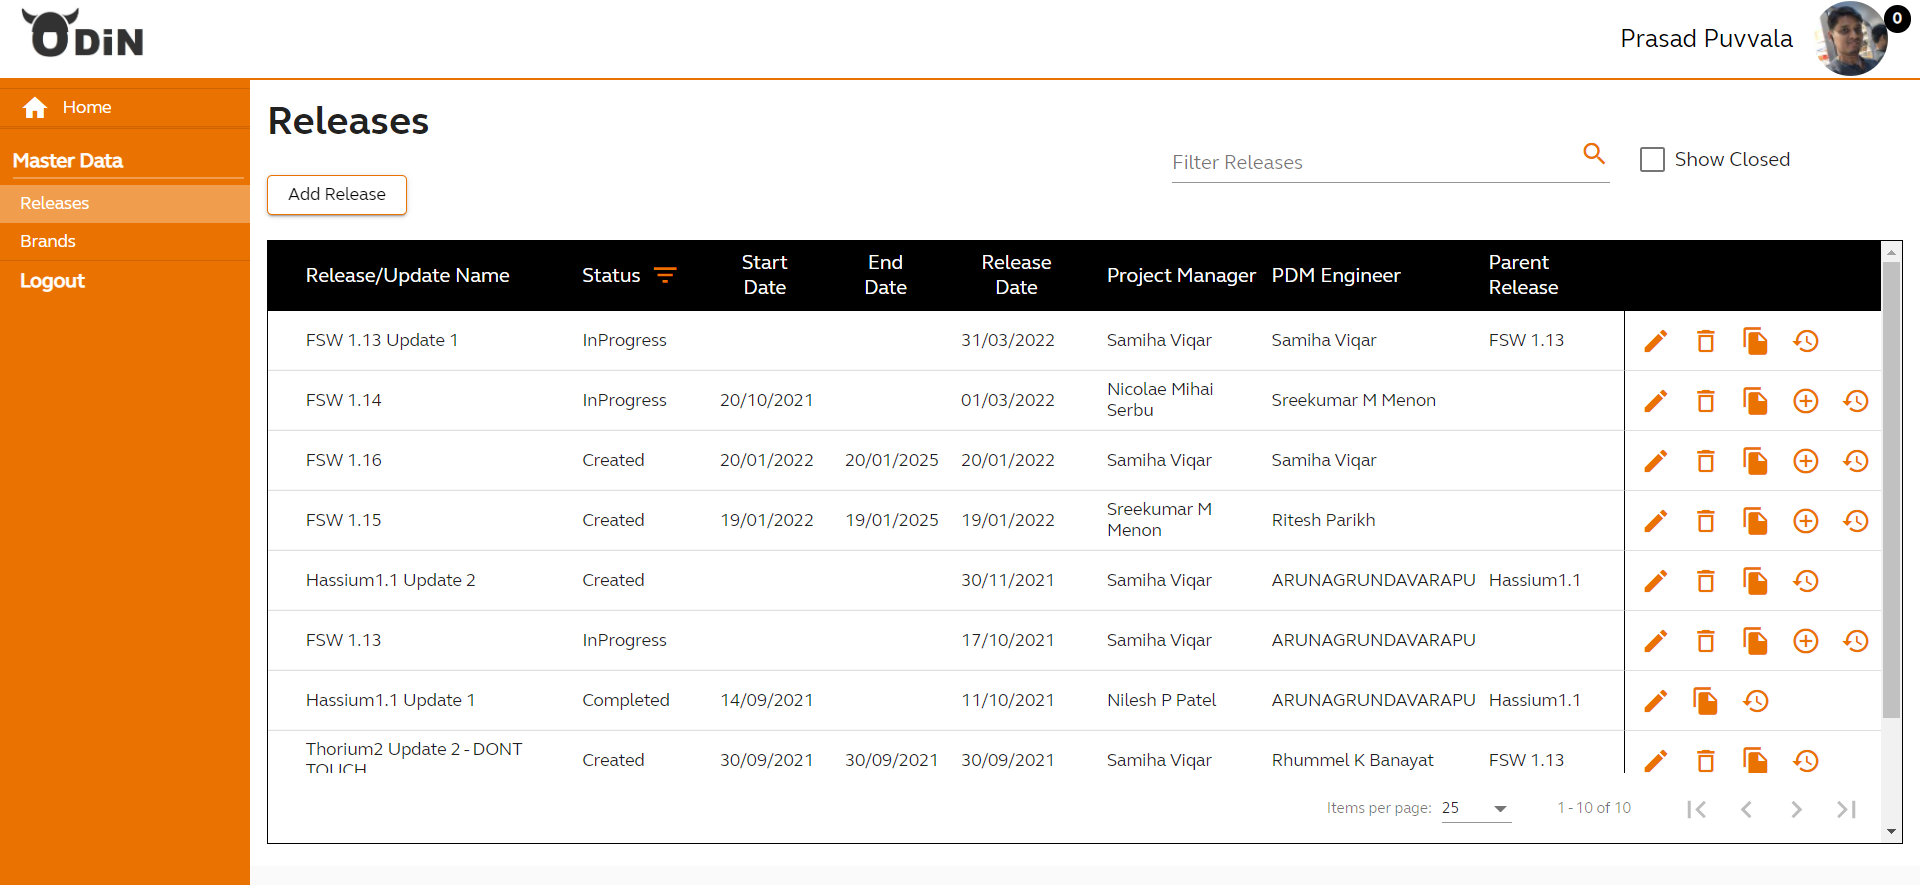 ODiN
Prasad Puvvala
0
Home
Master Data
Releases
Brands
Logout
Releases
Filter Releases
Show Closed
Add Release
Release/Update Name Status Start Date End Date Release Date Project Manager PDM Engineer Parent Release
FSW 1.13 Update 1 InProgress 31/03/2022 Samiha Viqar Samiha Viqar FSW 1.13
FSW 1.14 InProgress 20/10/2021 01/03/2022 Nicolae Mihai Serbu Sreekumar M Menon
FSW 1.16 Created 20/01/2022 20/01/2025 20/01/2022 Samiha Viqar Samiha Viqar
FSW 1.15 Created 19/01/2022 19/01/2025 19/01/2022 Sreekumar M Menon Ritesh Parikh
Hassium1.1 Update 2 Created 30/11/2021 Samiha Viqar ARUNAGRUNDAVARAPU Hassium1.1
FSW 1.13 InProgress 17/10/2021 Samiha Viqar ARUNAGRUNDAVARAPU
Hassium1.1 Update 1 Completed 14/09/2021 11/10/2021 Nilesh P Patel ARUNAGRUNDAVARAPU Hassium1.1
Thorium2 Update 2 - DONT TOUCH Created 30/09/2021 30/09/2021 30/09/2021 Samiha Viqar Rhummel K Banayat FSW 1.13
Items per page: 25 1 - 10 of 10